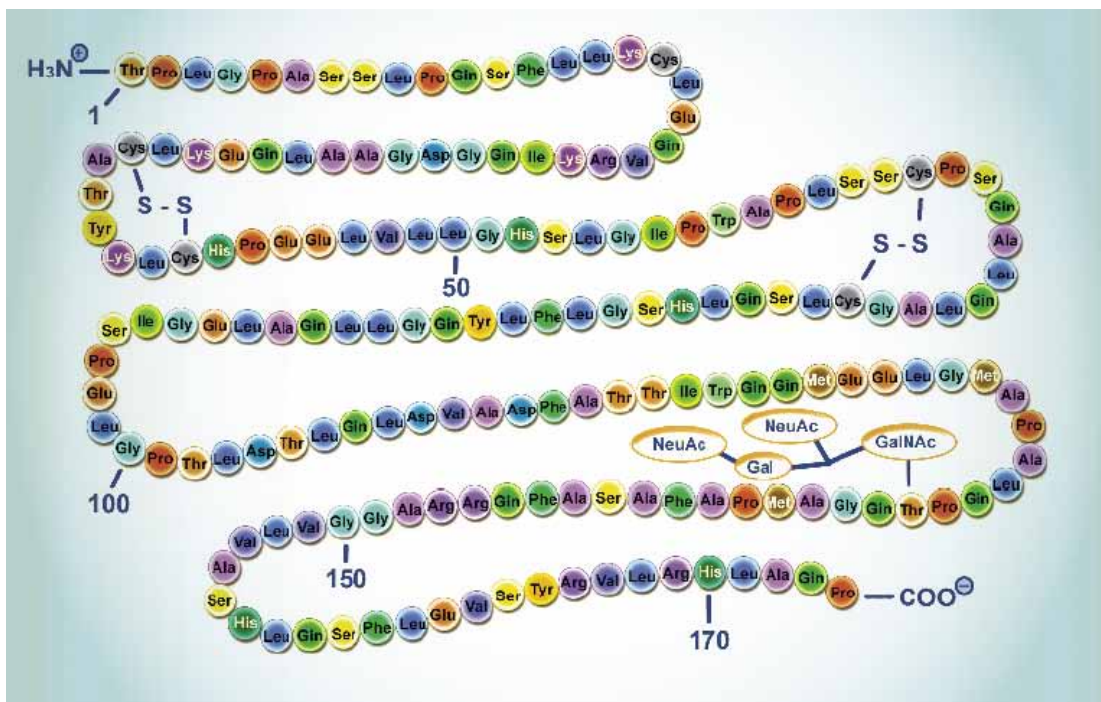 H₃N⊕ Thr Pro Leu Gly Pro Ala Ser Ser Leu Pro Gln Ser Phe Leu Leu Lys Cys
Leu
1
Glu
Gln
Ala Cys Leu Lys Glu Gln Leu Ala Ala Gly Asp Gly Gln Ile Lys Arg Val
Thr
S - S
Tyr
Lys Leu Cys His Pro Glu Glu Leu Val Leu Leu Gly His Ser Leu Gly Ile Pro Trp Ala Pro Leu Ser Ser Cys Pro Ser
Gln
Ala
S - S
Leu
50
Ser Ile Gly Glu Leu Ala Gln Leu Leu Gly Gln Tyr Leu Phe Leu Gly Ser His Leu Gln Ser Leu Cys Gly Ala Leu Gln
Pro
Glu
Leu
Gly Pro Thr Leu Asp Thr Leu Gln Leu Asp Val Ala Asp Phe Ala Thr Thr Ile Trp Gln Gln Met Glu Glu Leu Gly Met
100
Ala
Pro
Ala
Leu
NeuAc
NeuAc
GalNAc
Gal
Ala Val Leu Val Gly Gly Ala Arg Arg Gln Phe Ala Ser Ala Phe Ala Pro Met Ala Gly Gln Thr Pro Gln
150
Ser His Leu Gln Ser Phe Leu Glu Val Ser Tyr Arg Val Leu Arg His Leu Ala Gln Pro COO⊖
170